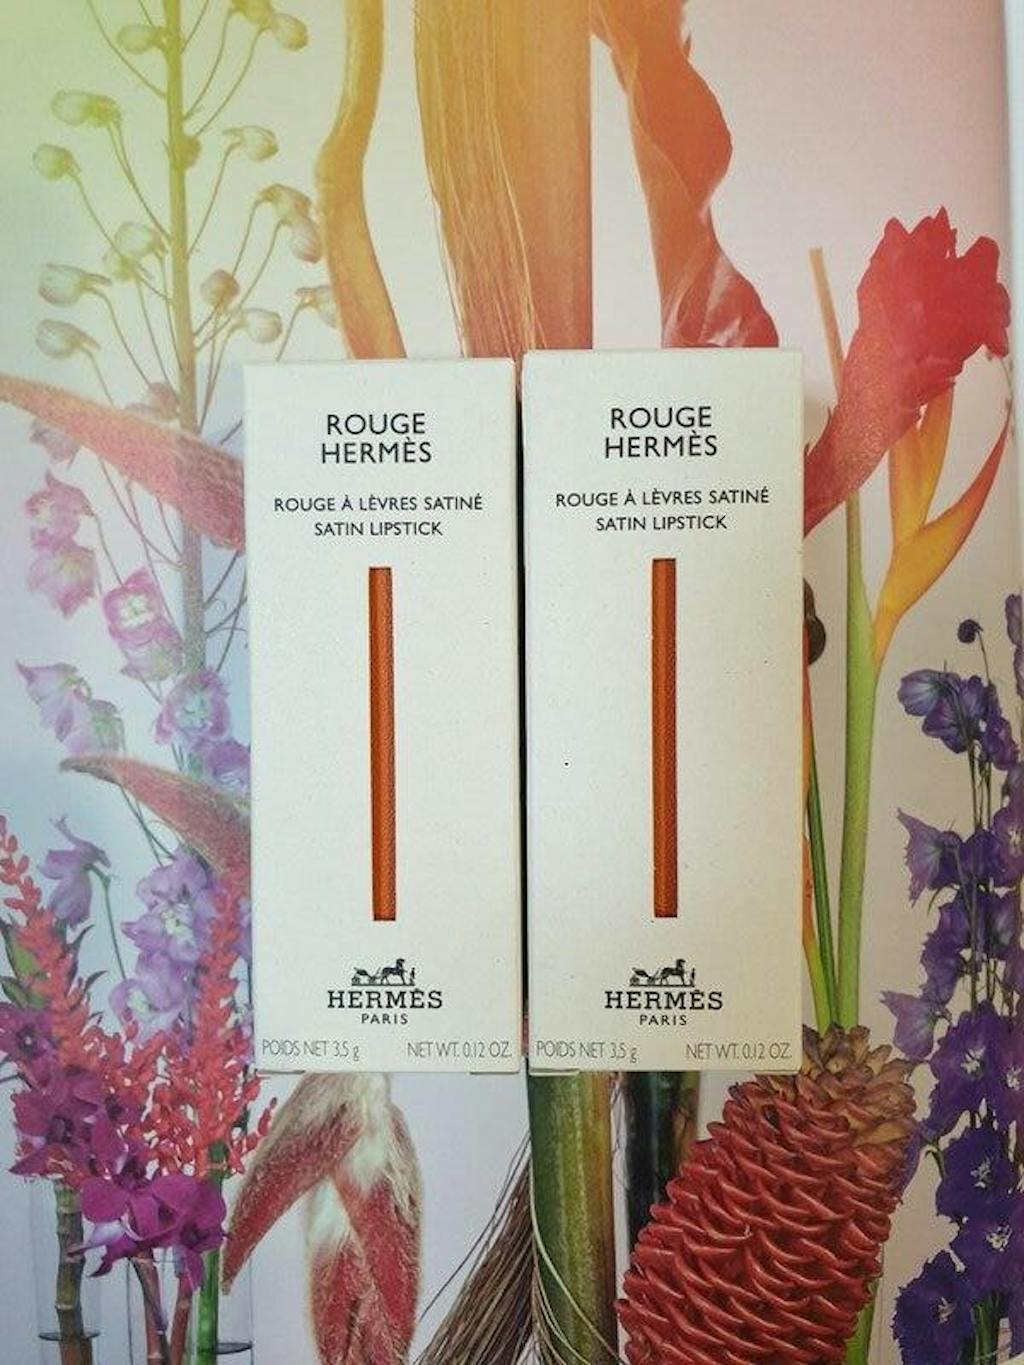 ROUGE
HERMÈS
ROUGE À LÈVRES SATINÉ
SATIN LIPSTICK
HERMÈS
PARIS
POIDS NET 3,5 g NET WT. 0.12 OZ.
ROUGE
HERMÈS
ROUGE À LÈVRES SATINÉ
SATIN LIPSTICK
HERMÈS
PARIS
POIDS NET 3,5 g NET WT. 0.12 OZ.